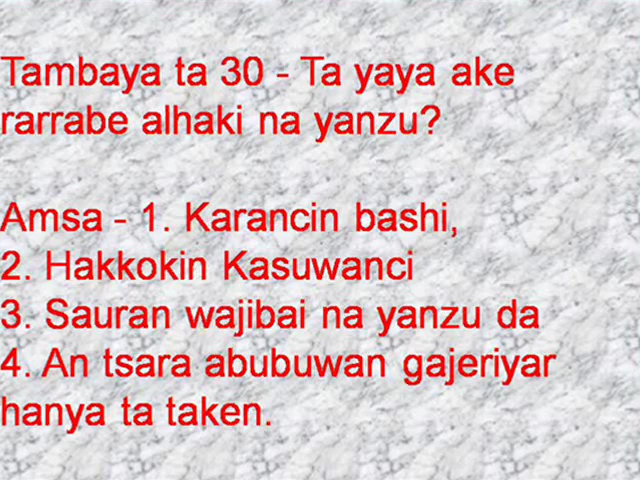 Tambaya ta 30 - Ta yaya ake
rarrabe alhaki na yanzu?
Amsa - 1. Karancin bashi,
2. Hakkokin Kasuwanci
3. Sauran wajibai na yanzu da
4. An tsara abubuwan gajeriyar
hanya ta taken.